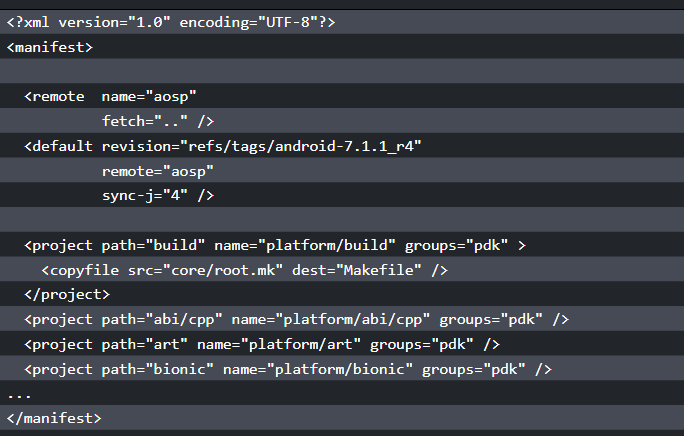 <?xml version="1.0" encoding="UTF-8"?>
<manifest>
<remote  name="aosp"
fetch=".." />
<default revision="refs/tags/android-7.1.1_r4"
remote="aosp"
sync-j="4" />
<project path="build" name="platform/build" groups="pdk" >
<copyfile src="core/root.mk" dest="Makefile" />
</project>
<project path="abi/cpp" name="platform/abi/cpp" groups="pdk" />
<project path="art" name="platform/art" groups="pdk" />
<project path="bionic" name="platform/bionic" groups="pdk" />
...
</manifest>